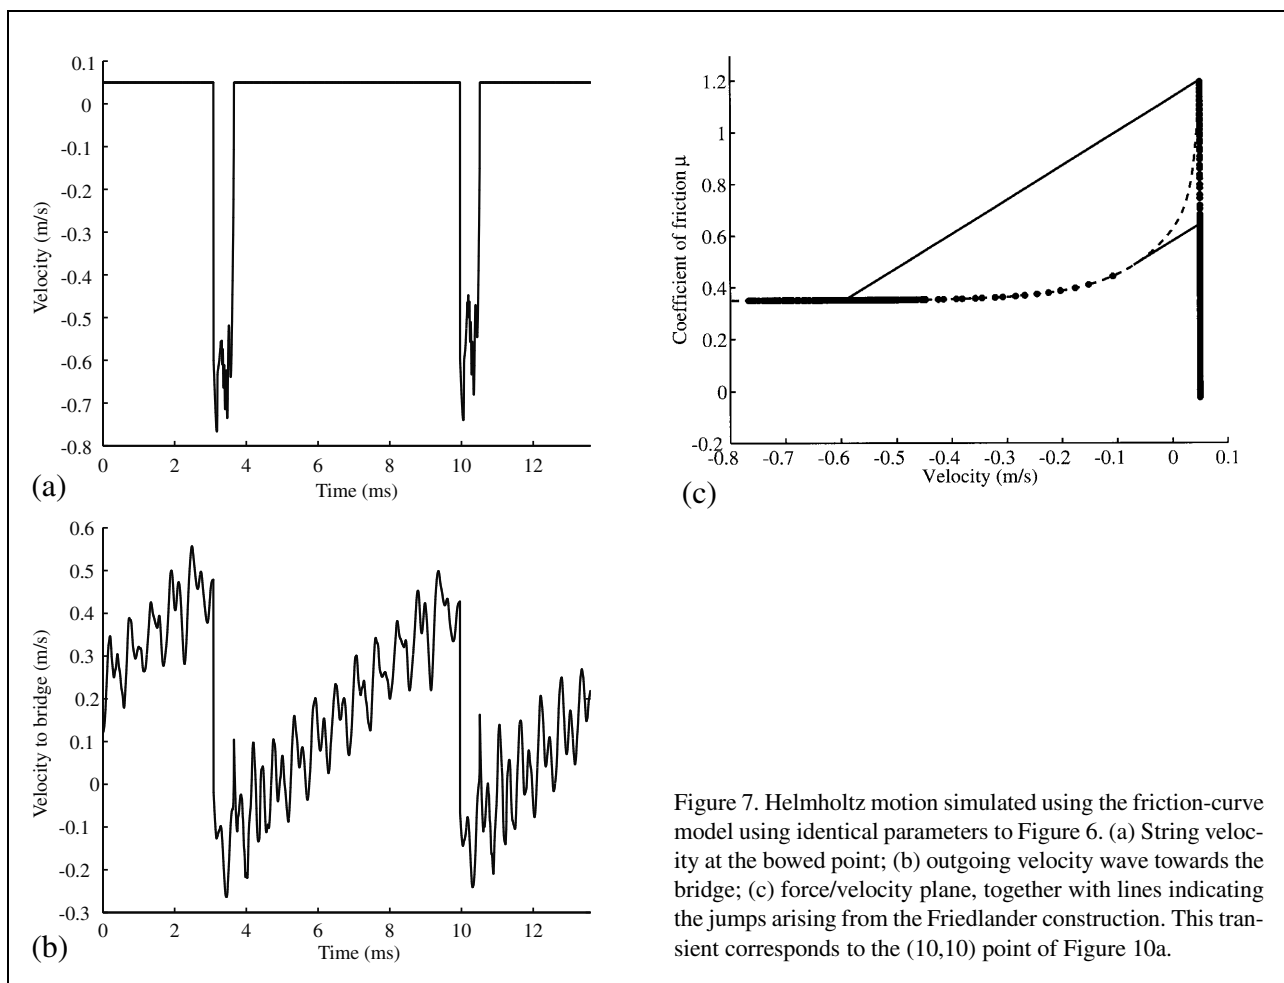 0.1
0
-0.1
-0.2
-0.3
-0.4
-0.5
-0.6
-0.7
-0.8
Velocity (m/s)
0 2 4 6 8 10 12
Time (ms)
(a)
0.6
0.5
0.4
0.3
0.2
0.1
0
-0.1
-0.2
-0.3
Velocity to bridge (m/s)
0 2 4 6 8 10 12
Time (ms)
(b)
1.2
1
0.8
0.6
0.4
0.2
0
-0.2
Coefficient of friction μ
-0.8 -0.7 -0.6 -0.5 -0.4 -0.3 -0.2 -0.1 0 0.1
Velocity (m/s)
(c)
Figure 7. Helmholtz motion simulated using the friction-curve
model using identical parameters to Figure 6. (a) String veloc-
ity at the bowed point; (b) outgoing velocity wave towards the
bridge; (c) force/velocity plane, together with lines indicating
the jumps arising from the Friedlander construction. This tran-
sient corresponds to the (10,10) point of Figure 10a.